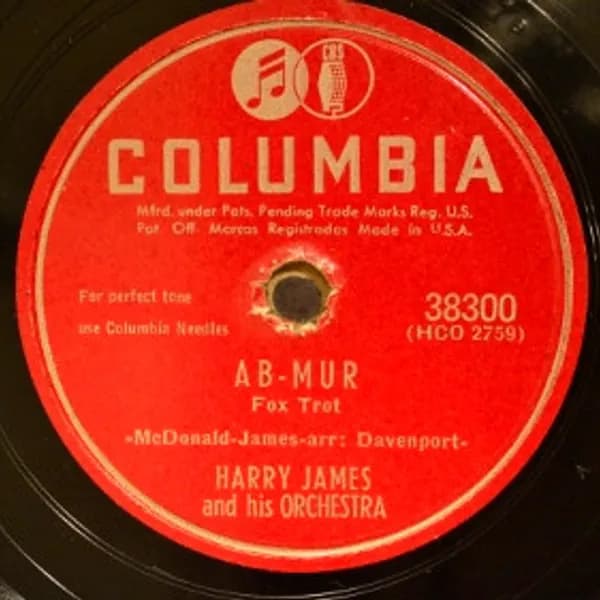 CBS
COLUMBIA
Mfrd. under Pats. Pending Trade Marks Reg. U.S.
Pat. Off. Marcas Registradas Made in U.S.A.
For perfect tone
use Columbia Needles
38300
(HCO 2759)
AB-MUR
Fox Trot
-McDonald-James-arr: Davenport-
HARRY JAMES
and his ORCHESTRA